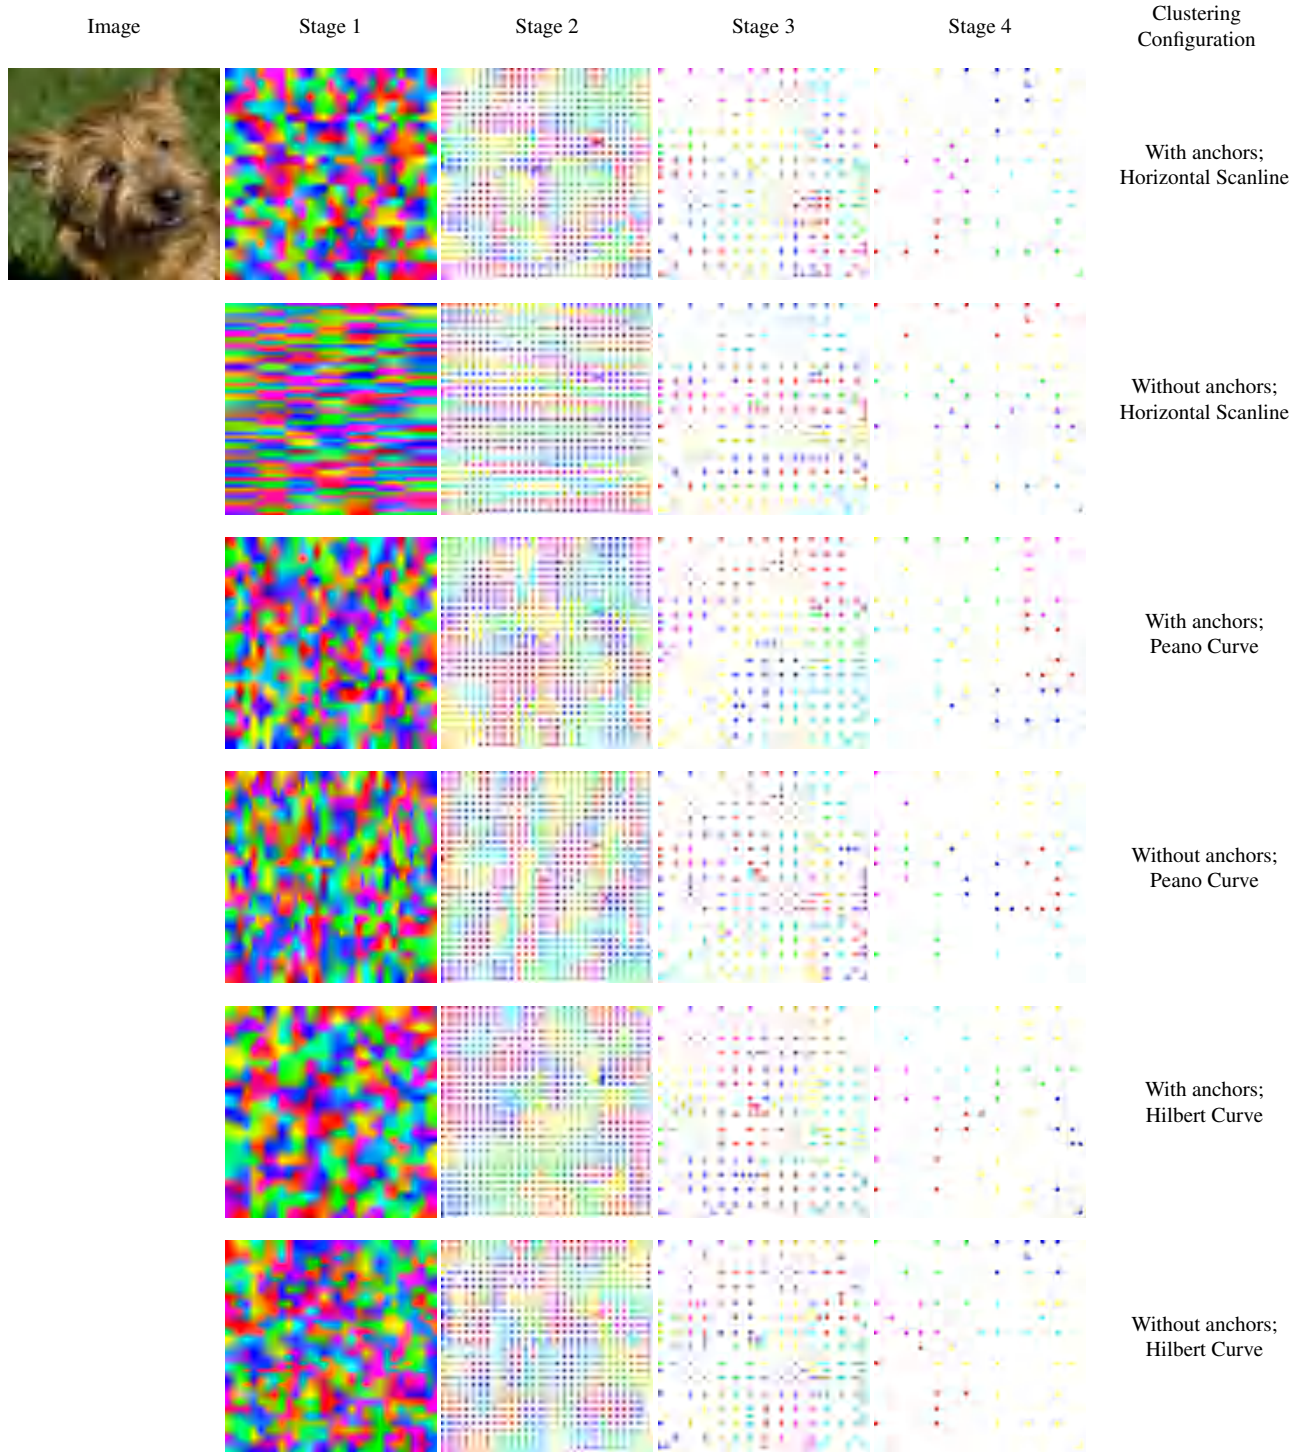 Image
Stage 1
Stage 2
Stage 3
Stage 4
Clustering
Configuration
With anchors;
Horizontal Scanline
Without anchors;
Horizontal Scanline
With anchors;
Peano Curve
Without anchors;
Peano Curve
With anchors;
Hilbert Curve
Without anchors;
Hilbert Curve